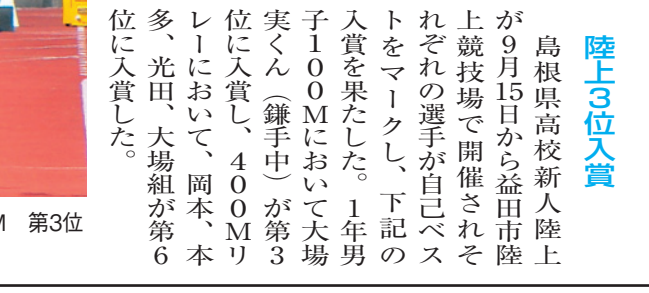 陸上3位入賞
島根県高校新人陸上
が9月15日から益田市陸
上競技場で開催されそ
れぞれの選手が自己ベス
トをマークし、下記の
入賞を果たした。1年男
子100Mにおいて大場
実くん（鎌手中）が第3
位に入賞し、400Mリ
レーにおいて、岡本、本
多、光田、大場組が第6
位に入賞した。
M 第3位